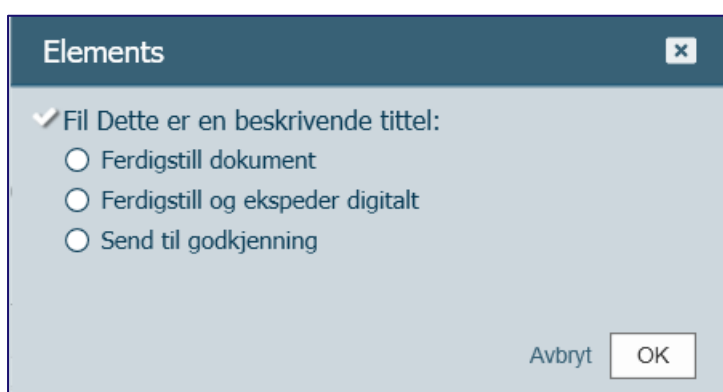 Elements
Fil Dette er en beskrivende tittel:
Ferdigstill dokument
Ferdigstill og ekspeder digitalt
Send til godkjenning
Avbryt OK